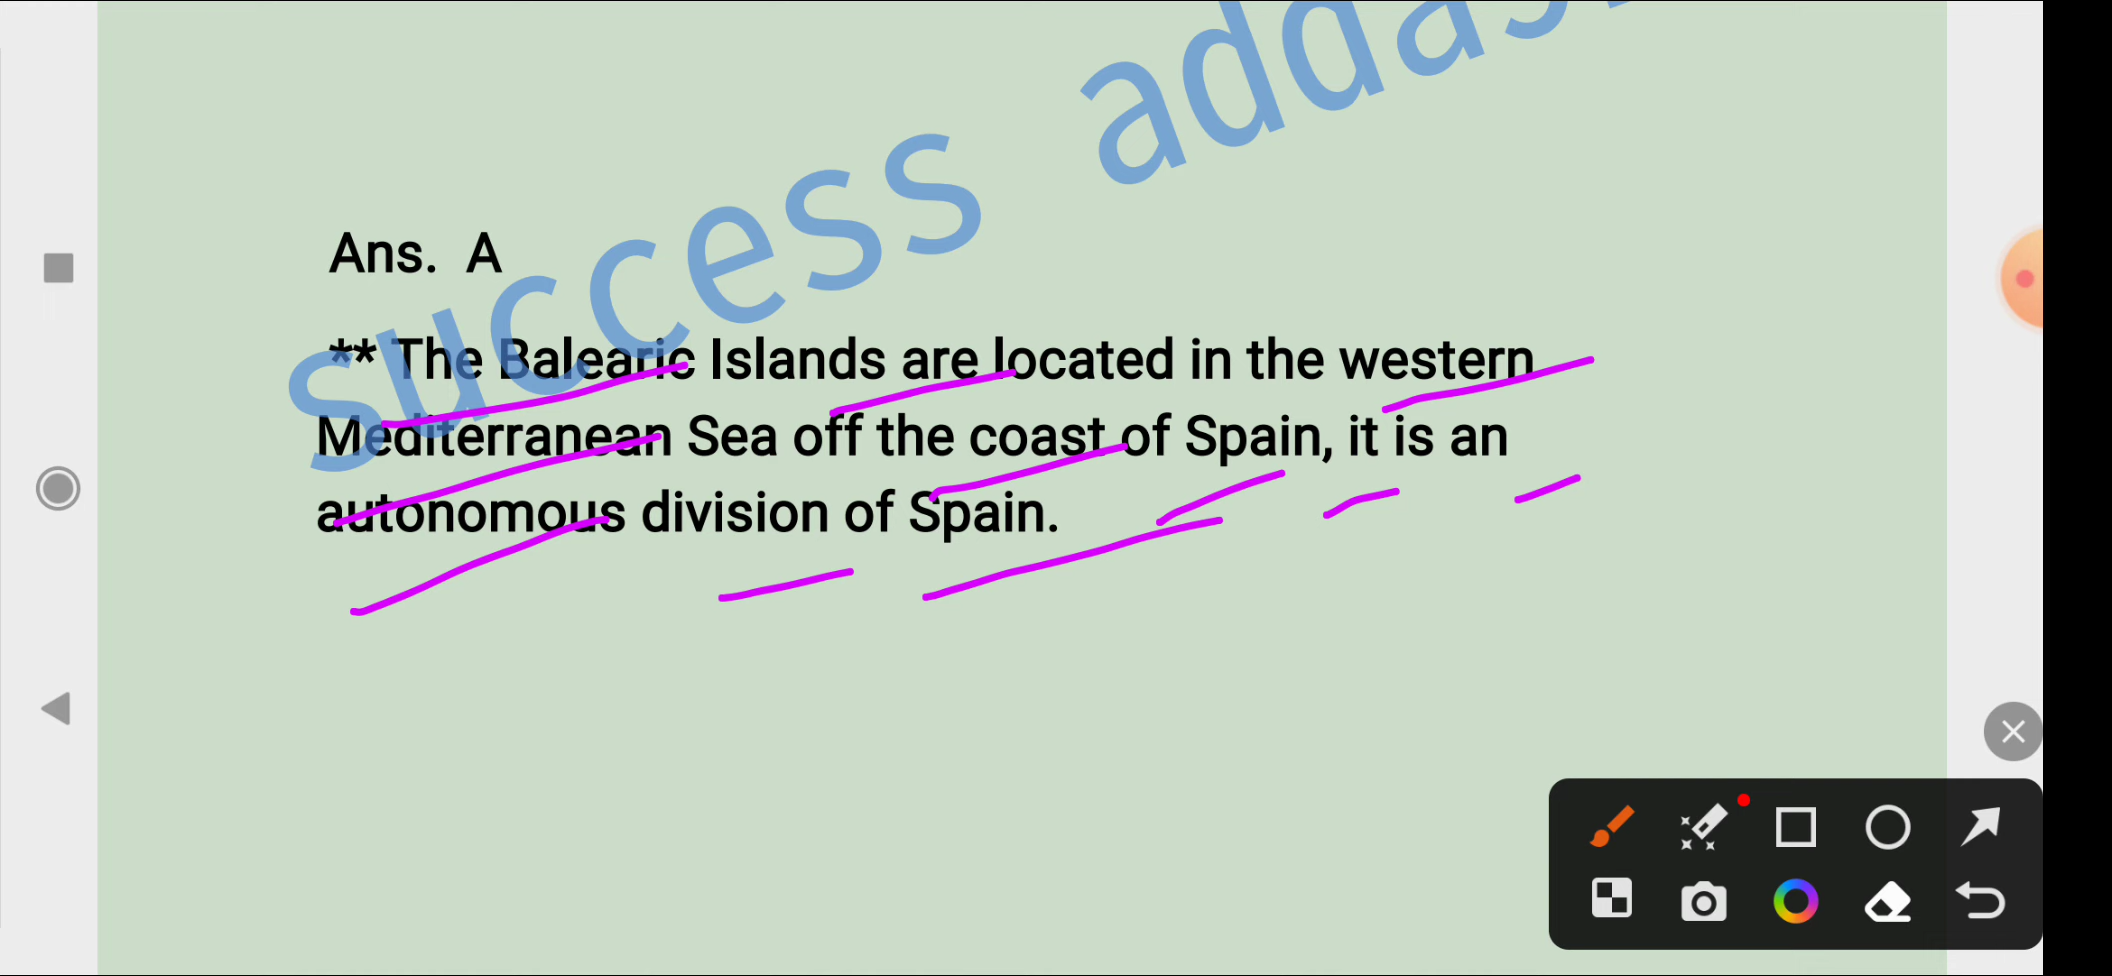 success
Ans. A
** The Balearic Islands are located in the western
Mediterranean Sea off the coast of Spain, it is an
autonomous division of Spain.